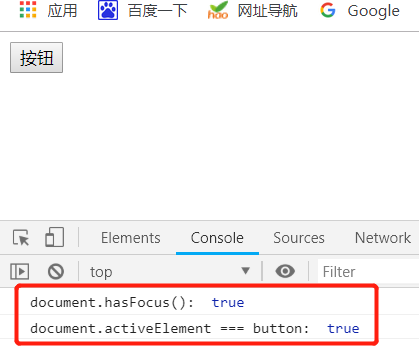 应用 百度一下 hao 网址导航 Google
按钮
Elements Console Sources Network
top Filter
document.hasFocus(): true
document.activeElement === button: true